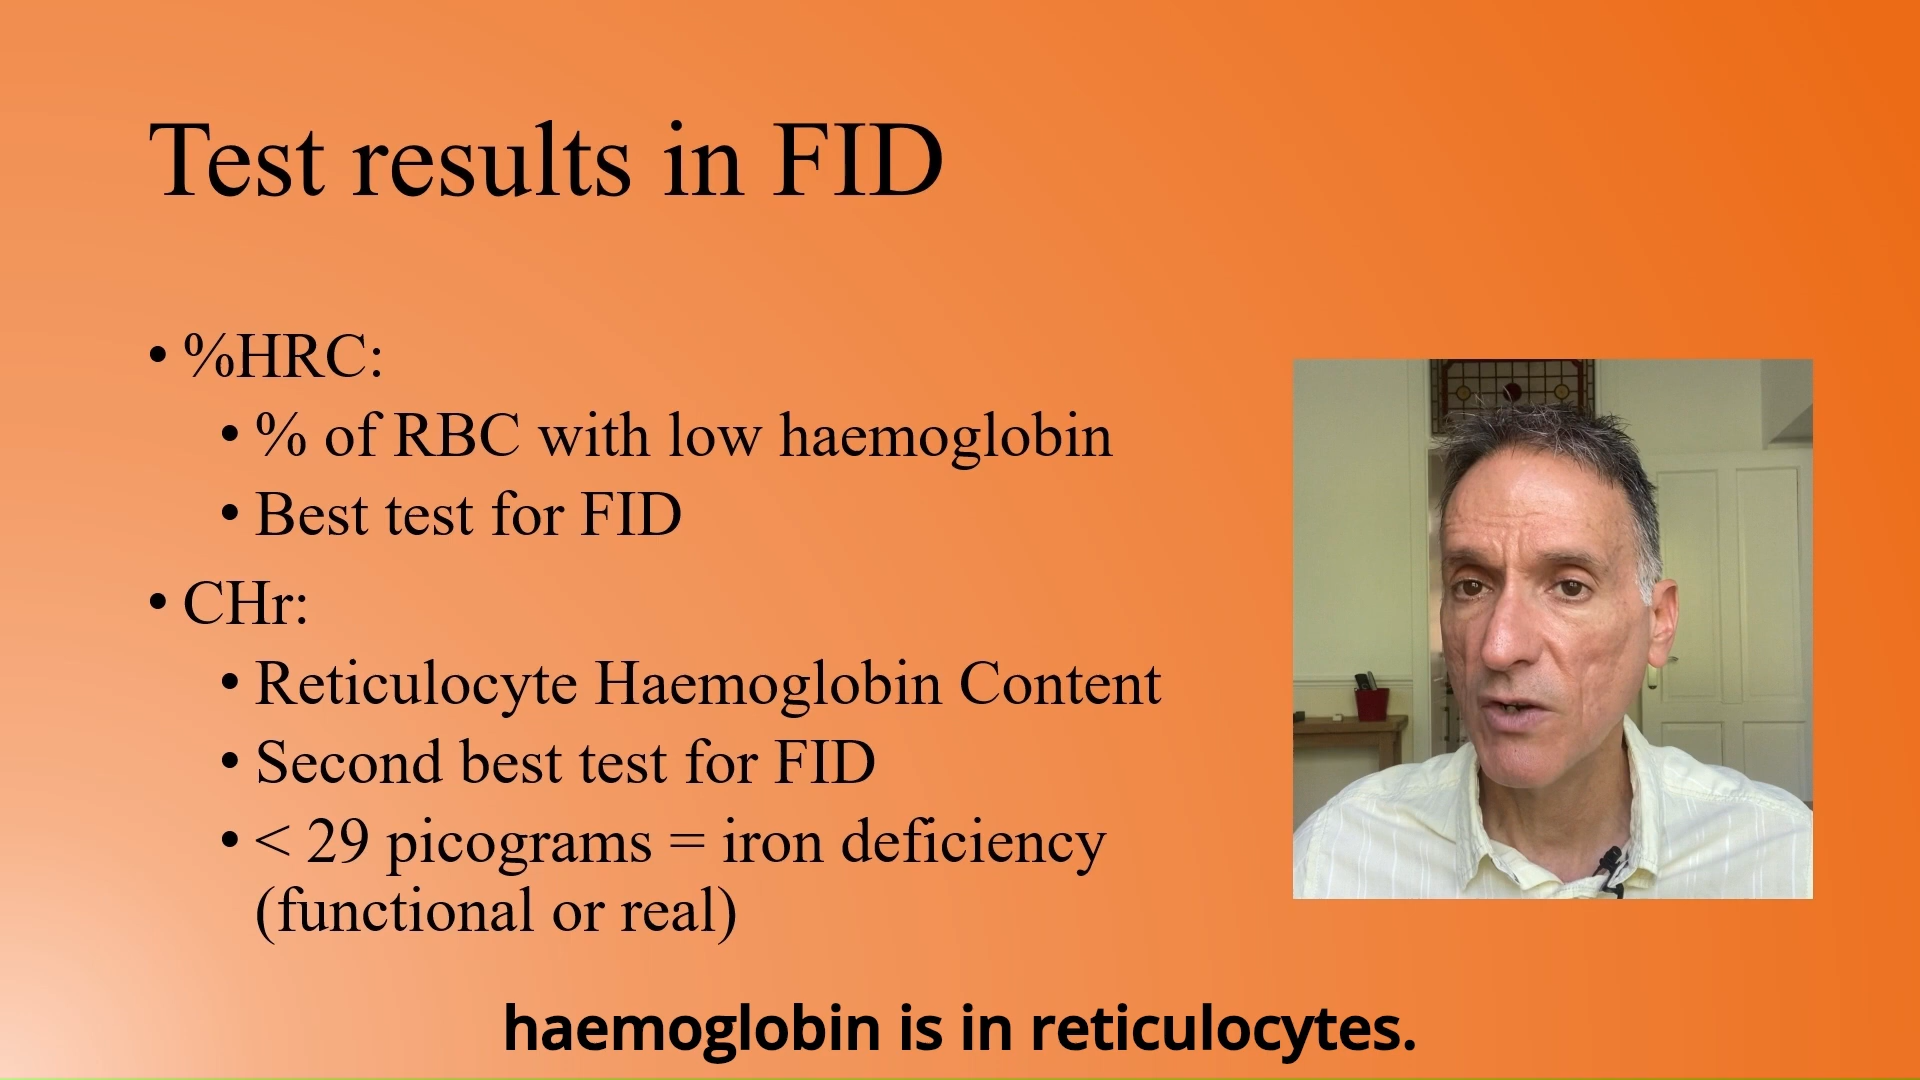 Test results in FID
• %HRC:
• % of RBC with low haemoglobin
• Best test for FID
• CHr:
• Reticulocyte Haemoglobin Content
• Second best test for FID
• < 29 picograms = iron deficiency
(functional or real)
haemoglobin is in reticulocytes.